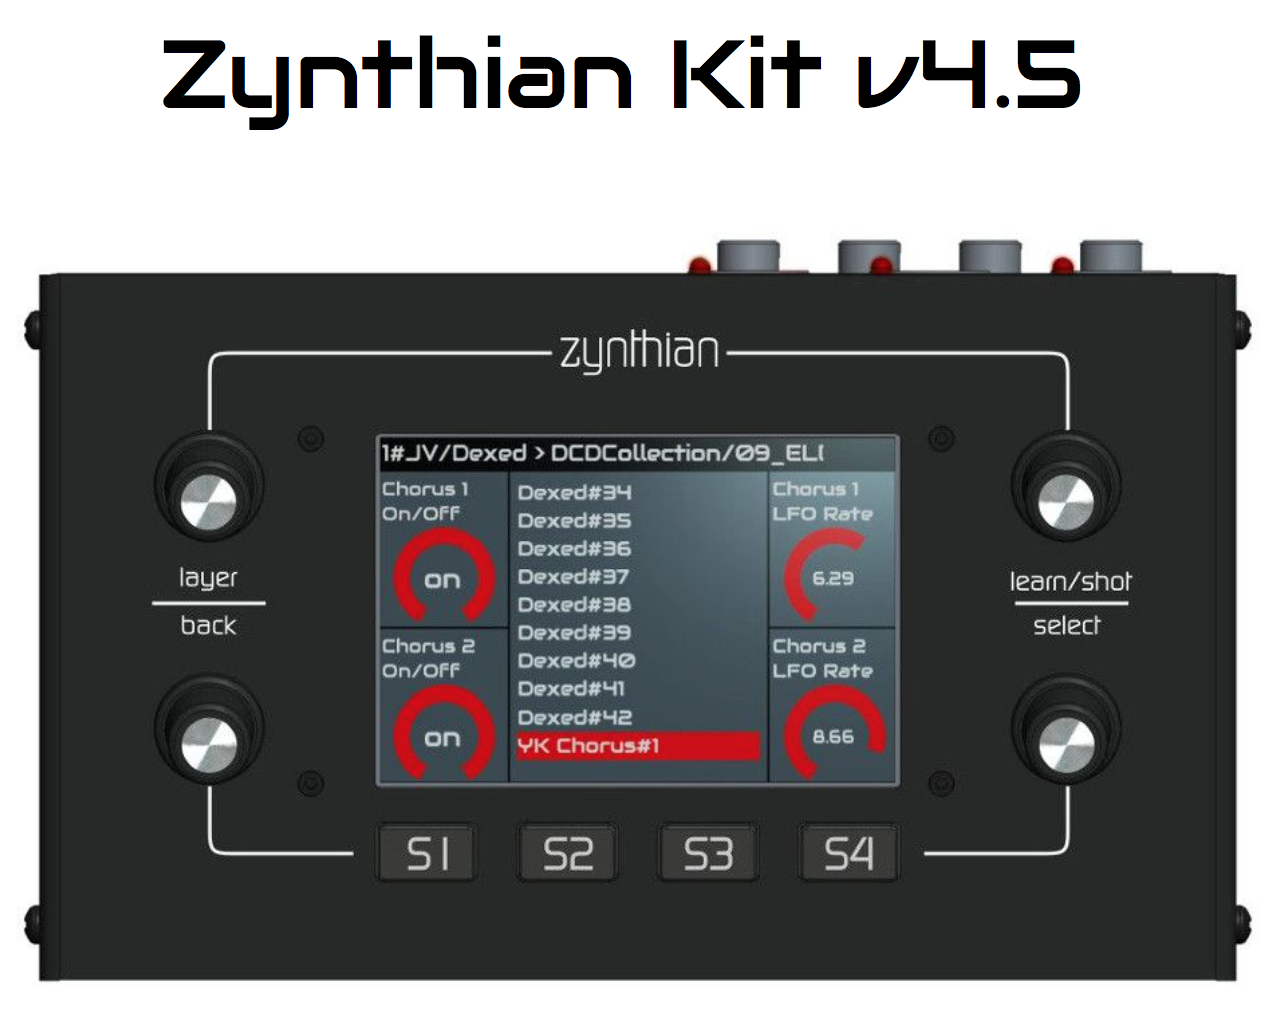 Zynthian Kit v4.5
zynthian
1#JV/Dexed > DCDCollection/09_EL(
Chorus 1
On/Off
on
Chorus 2
On/Off
on
Dexed#34
Dexed#35
Dexed#36
Dexed#37
Dexed#38
Dexed#39
Dexed#40
Dexed#41
Dexed#42
YK Chorus#1
Chorus 1
LFO Rate
6.29
Chorus 2
LFO Rate
8.66
layer
back
learn/shot
select
S1 S2 S3 S4